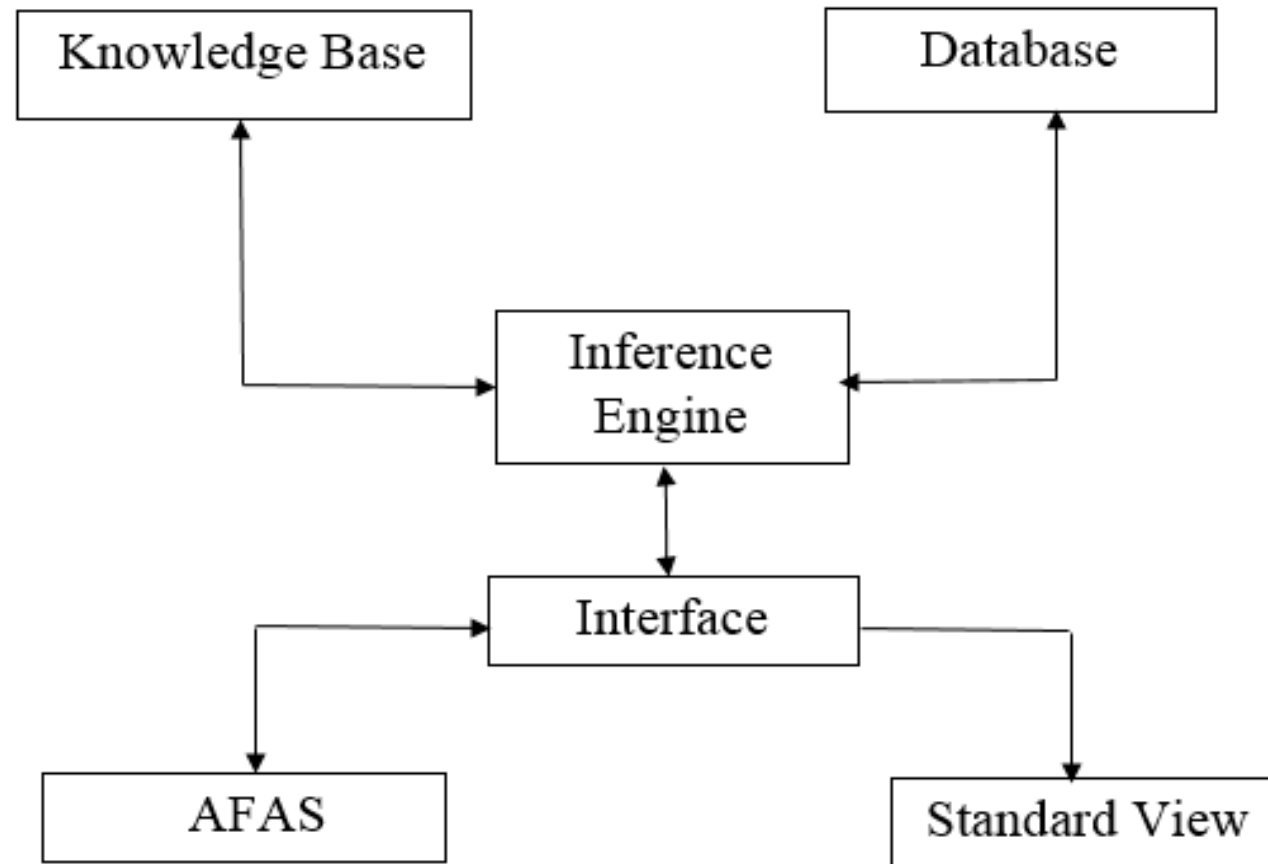 Knowledge Base
Database
Inference
Engine
Interface
AFAS
Standard View